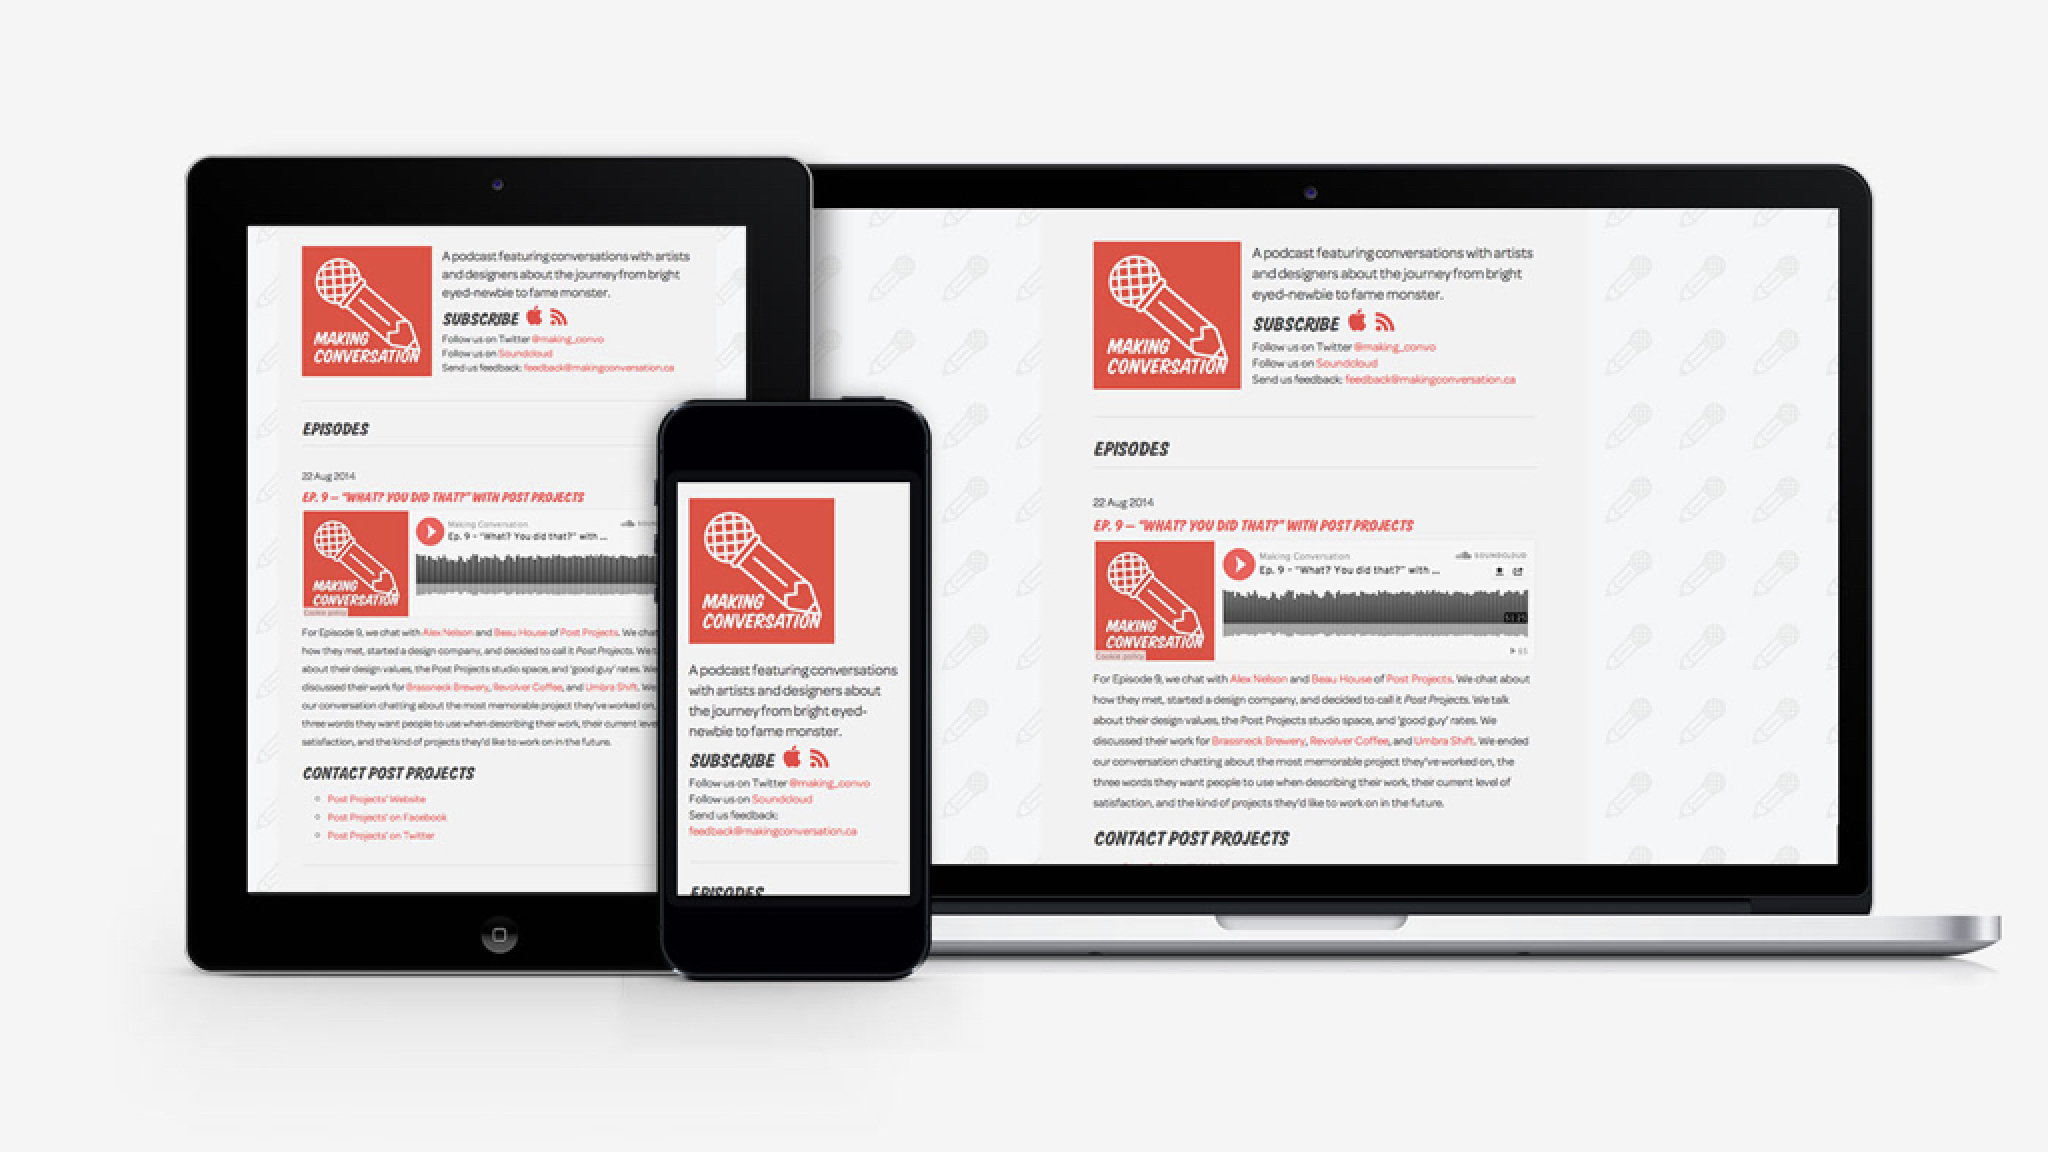 MAKING
CONVERSATION
A podcast featuring conversations with artists
and designers about the journey from bright
eyed-newbie to fame monster.
SUBSCRIBE
Follow us on Twitter @making_convo
Follow us on Soundcloud
Send us feedback: feedback@makingconversation.ca
EPISODES
22 Aug 2014
EP. 9 – "WHAT? YOU DID THAT?" WITH POST PROJECTS
MAKING
CONVERSATION
Cookie policy
Making Conversation
Ep. 9 - "What? You did that?" with ...
For Episode 9, we chat with Alex Nelson and Beau House of Post Projects. We chat
how they met, started a design company, and decided to call it Post Projects. We t
about their design values, the Post Projects studio space, and 'good guy' rates. We
discussed their work for Brassneck Brewery, Revolver Coffee, and Umbra Shift. We
our conversation chatting about the most memorable project they've worked on,
three words they want people to use when describing their work, their current leve
satisfaction, and the kind of projects they'd like to work on in the future.
CONTACT POST PROJECTS
Post Projects' Website
Post Projects' on Facebook
Post Projects' on Twitter
MAKING
CONVERSATION
A podcast featuring conversations
with artists and designers about
the journey from bright eyed-
newbie to fame monster.
SUBSCRIBE
Follow us on Twitter @making_convo
Follow us on Soundcloud
Send us feedback:
feedback@makingconversation.ca
EPISODES
MAKING
CONVERSATION
A podcast featuring conversations with artists
and designers about the journey from bright
eyed-newbie to fame monster.
SUBSCRIBE
Follow us on Twitter @making_convo
Follow us on Soundcloud
Send us feedback: feedback@makingconversation.ca
EPISODES
22 Aug 2014
EP. 9 – "WHAT? YOU DID THAT?" WITH POST PROJECTS
MAKING
CONVERSATION
Cookie policy
Making Conversation
SOUNDCLOUD
Ep. 9 - "What? You did that?" with ...
For Episode 9, we chat with Alex Nelson and Beau House of Post Projects. We chat about
how they met, started a design company, and decided to call it Post Projects. We talk
about their design values, the Post Projects studio space, and 'good guy' rates. We
discussed their work for Brassneck Brewery, Revolver Coffee, and Umbra Shift. We ended
our conversation chatting about the most memorable project they've worked on, the
three words they want people to use when describing their work, their current level of
satisfaction, and the kind of projects they'd like to work on in the future.
CONTACT POST PROJECTS